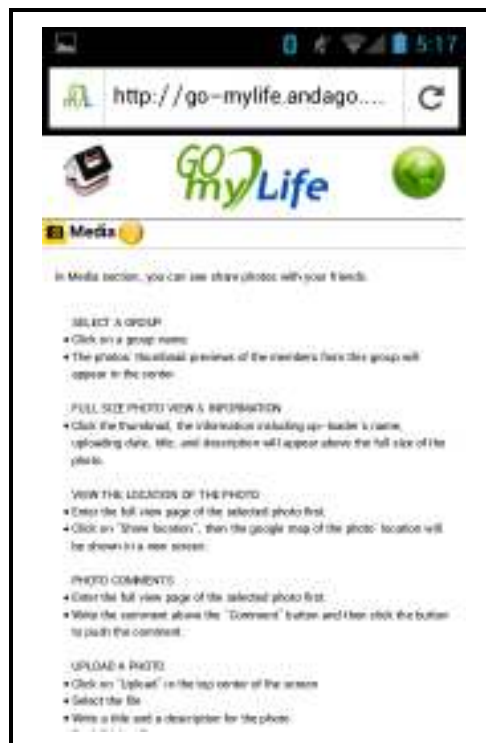 5:17
http://go-mylife.andago....
GO
my Life
Media
In Media section, you can see share photos with your friends.
SELECT A GROUP
• Click on a group name
• The photos' thumbnail previews of the members from this group will
appear in the center
FULL SIZE PHOTO VIEW & INFORMATION
• Click the thumbnail, the information including up-loader's name,
uploading date, title, and description will appear above the full size of the
photo.
VIEW THE LOCATION OF THE PHOTO
• Enter the full view page of the selected photo first.
• Click on "Show location", then the google map of the photo location will
be shown in a new screen.
PHOTO COMMENTS
• Enter the full view page of the selected photo first.
• Write the comment above the "Comment" button and then click the button
to push the comment.
UPLOAD A PHOTO
• Click on "Upload" in the top center of the screen
• Select the file
• Write a title and a description for the photo